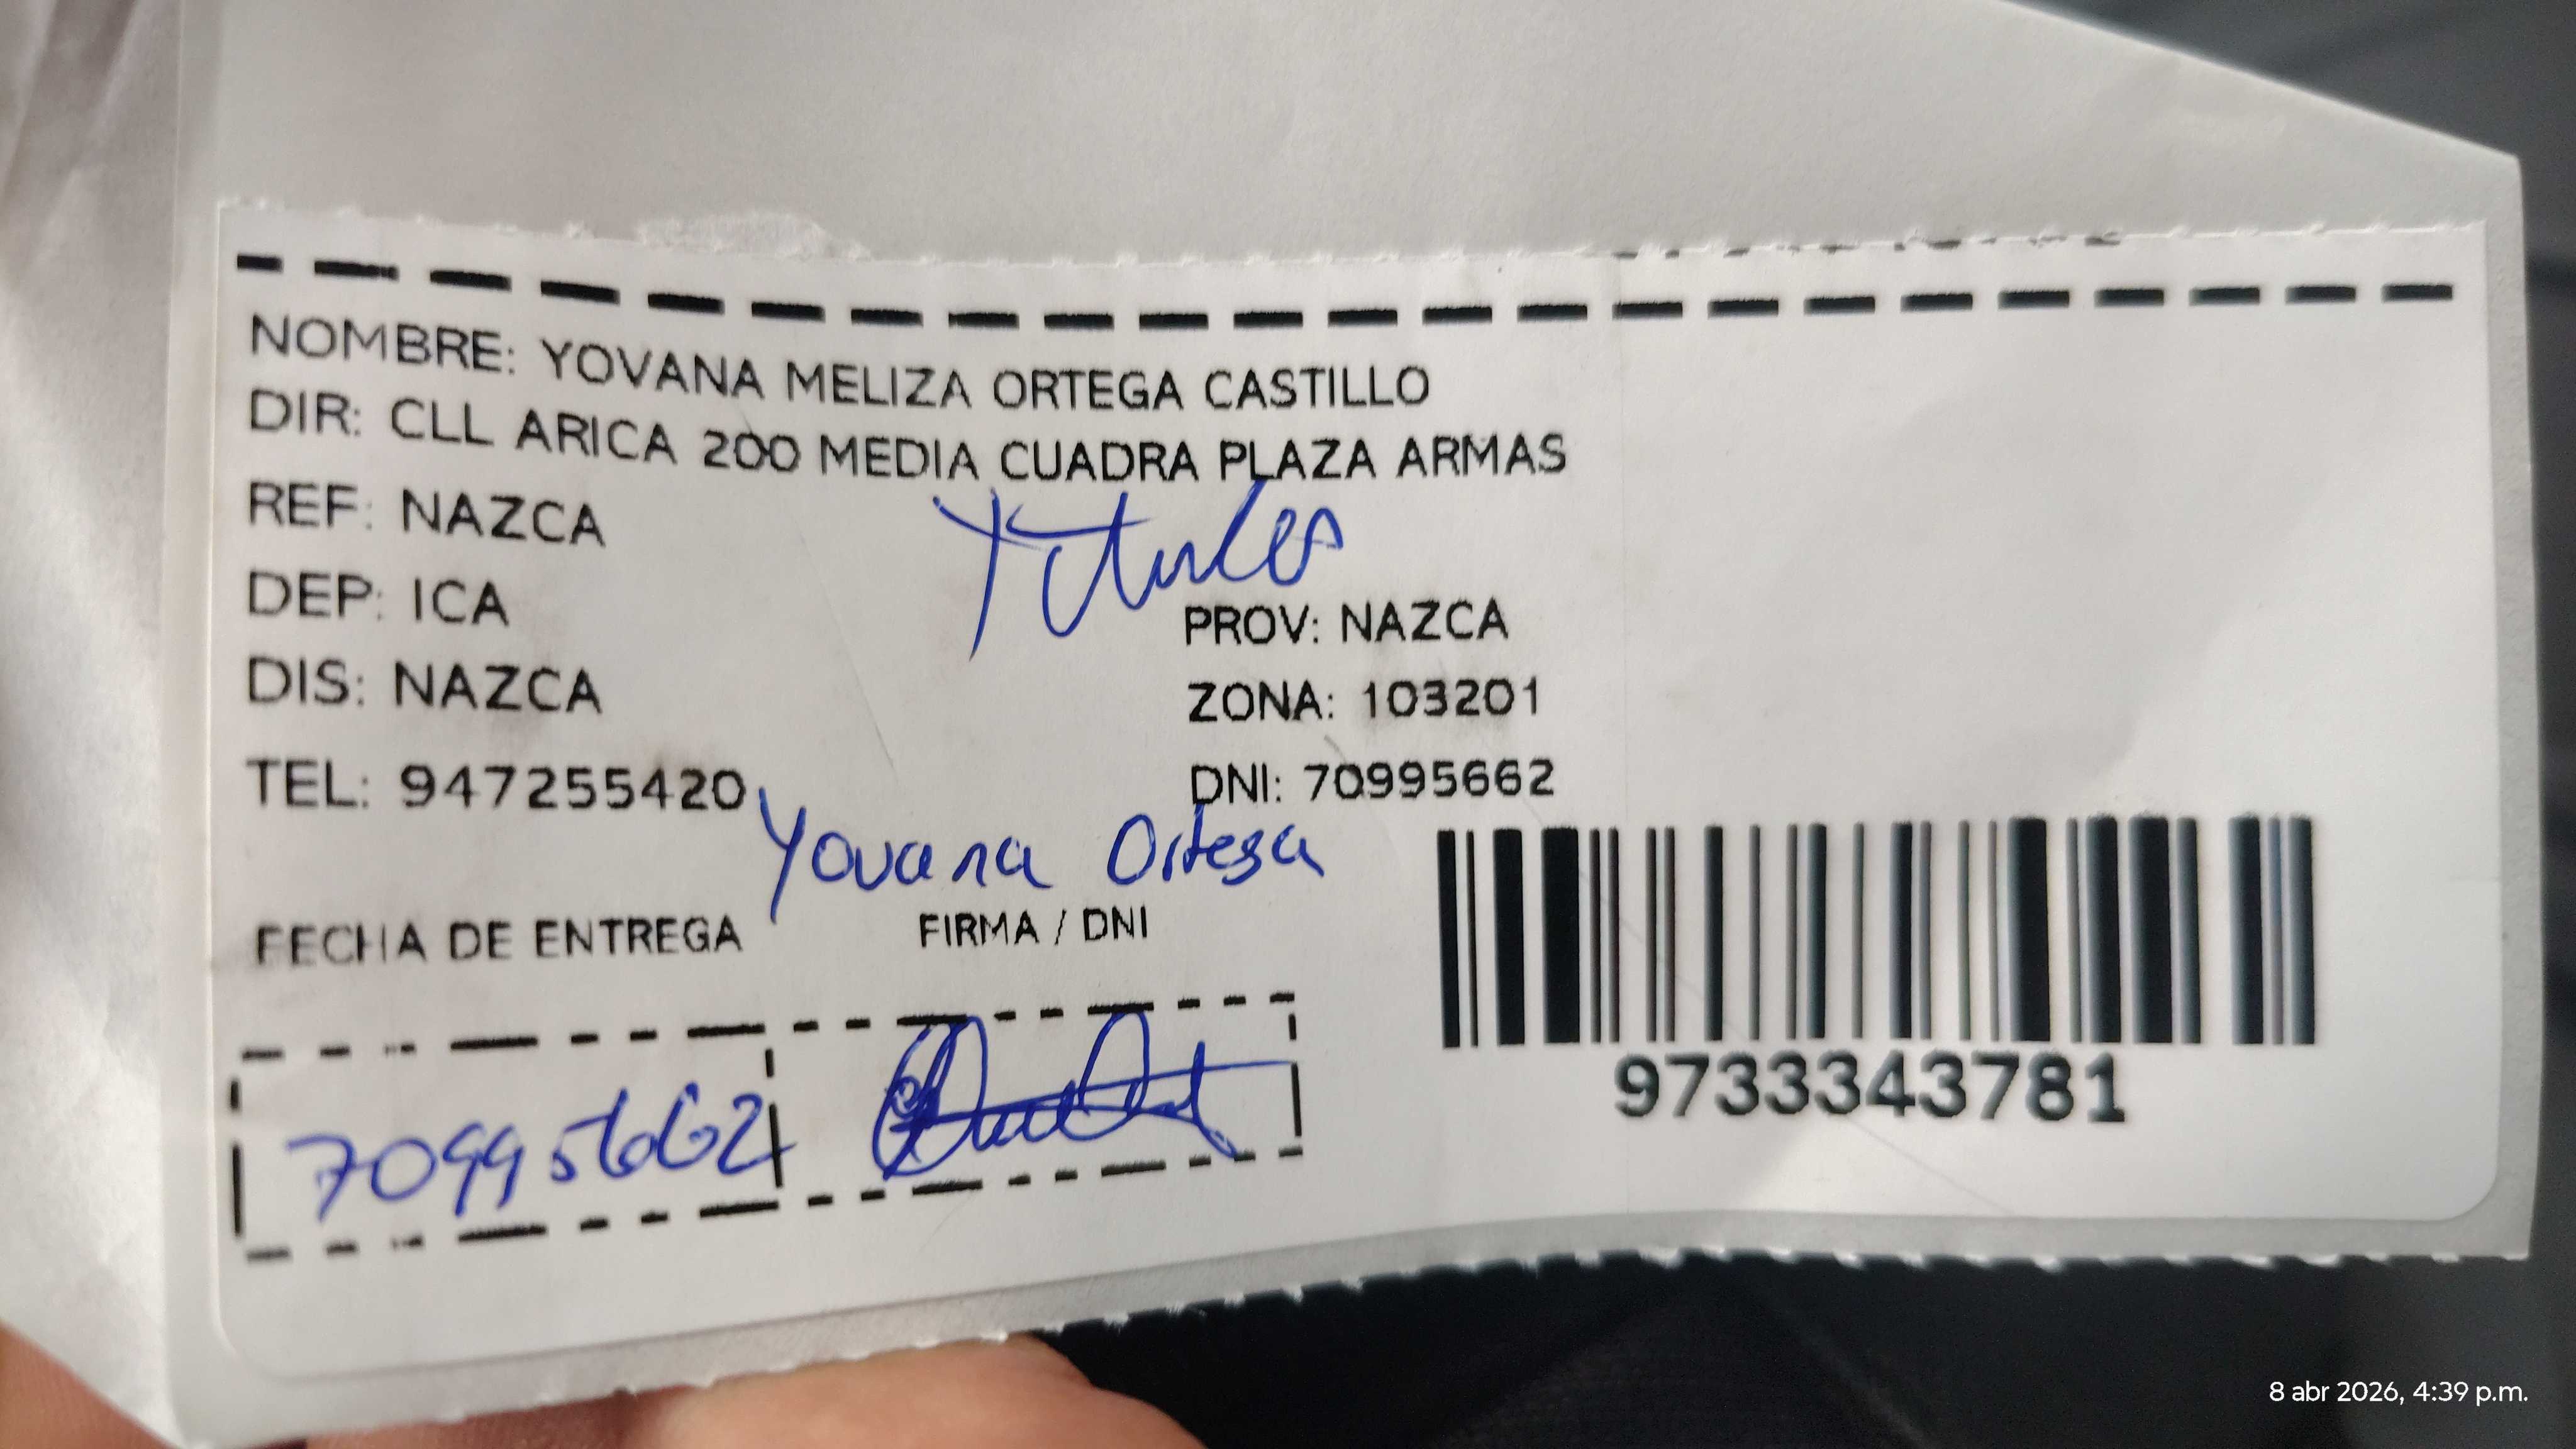 NOMBRE: YOVANA MELIZA ORTEGA CASTILLO
DIR: CLL ARICA 200 MEDIA CUADRA PLAZA ARMAS
REF: NAZCA
DEP: ICA
PROV: NAZCA
DIS: NAZCA
ZONA: 103201
TEL: 947255420
DNI: 70995662
Yovana Ortega
FECHA DE ENTREGA
FIRMA / DNI
70995662
9733343781
8 abr 2026, 4:39 p.m.